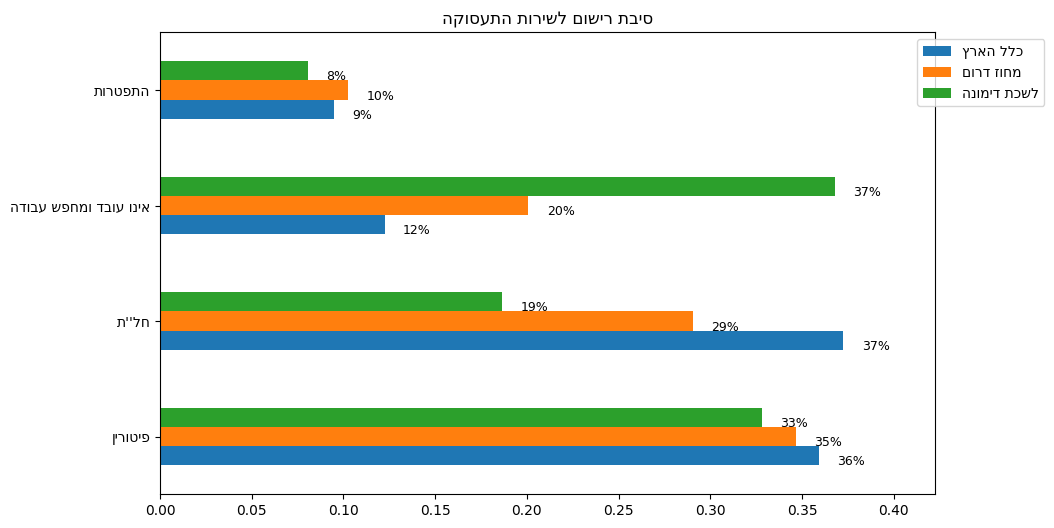 סיבת רישום לשירות התעסוקה
כלל הארץ
מחוז דרום
לשכת דימונה
התפטרות
8%
10%
9%
אינו עובד ומחפש עבודה
37%
20%
12%
חל''ת
19%
29%
37%
פיטורין
33%
35%
36%
0.00 0.05 0.10 0.15 0.20 0.25 0.30 0.35 0.40